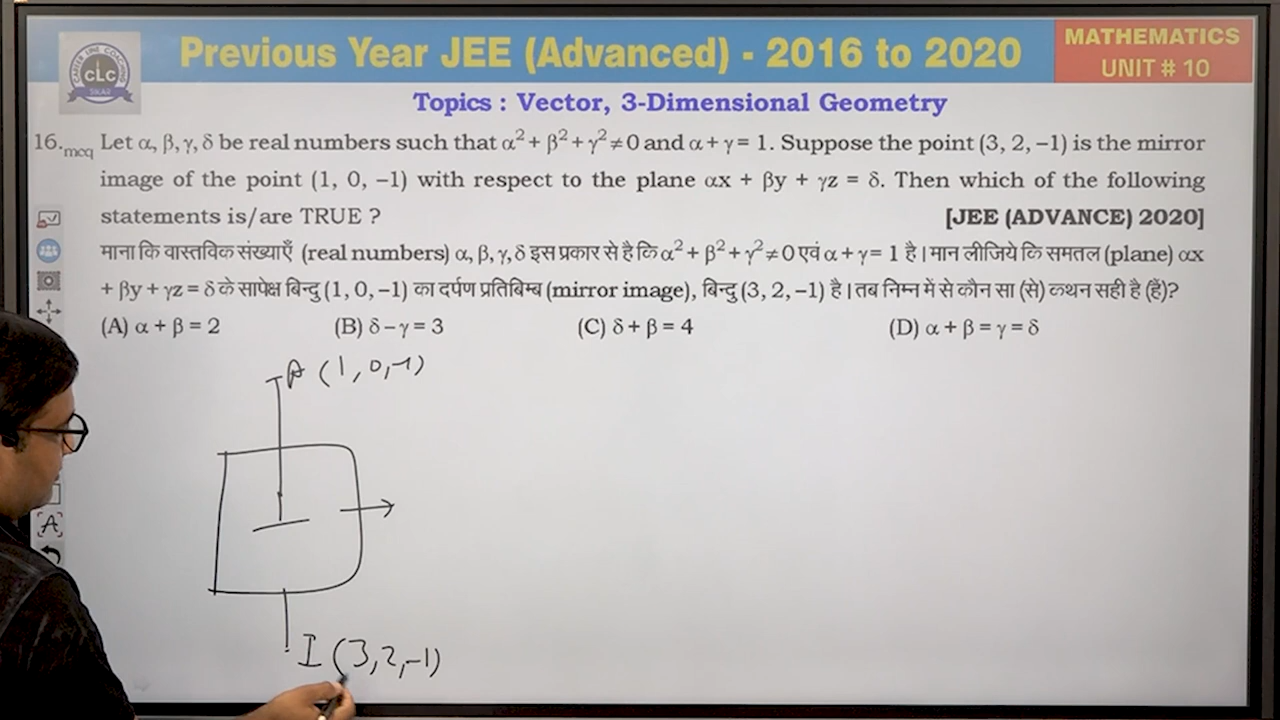 Previous Year JEE (Advanced) - 2016 to 2020
MATHEMATICS
UNIT # 10
CAREER LINE COACHING
CLC
SIKAR
Topics : Vector, 3-Dimensional Geometry
16.mcq Let α, β, γ, δ be real numbers such that α² + β² + γ² ≠ 0 and α + γ = 1. Suppose the point (3, 2, −1) is the mirror
image of the point (1, 0, −1) with respect to the plane αx + βy + γz = δ. Then which of the following
statements is/are TRUE ? [JEE (ADVANCE) 2020]
माना कि वास्तविक संख्याएँ (real numbers) α, β, γ, δ इस प्रकार से है कि α² + β² + γ² ≠ 0 एवं α + γ = 1 है। मान लीजिये कि समतल (plane) αx
+ βy + γz = δ के सापेक्ष बिन्दु (1, 0, −1) का दर्पण प्रतिबिम्ब (mirror image), बिन्दु (3, 2, −1) है। तब निम्न में से कौन सा (से) कथन सही है (हैं)?
(A) α + β = 2 (B) δ − γ = 3 (C) δ + β = 4 (D) α + β = γ = δ
A (1, 0, -1)
I (3, 2, -1)